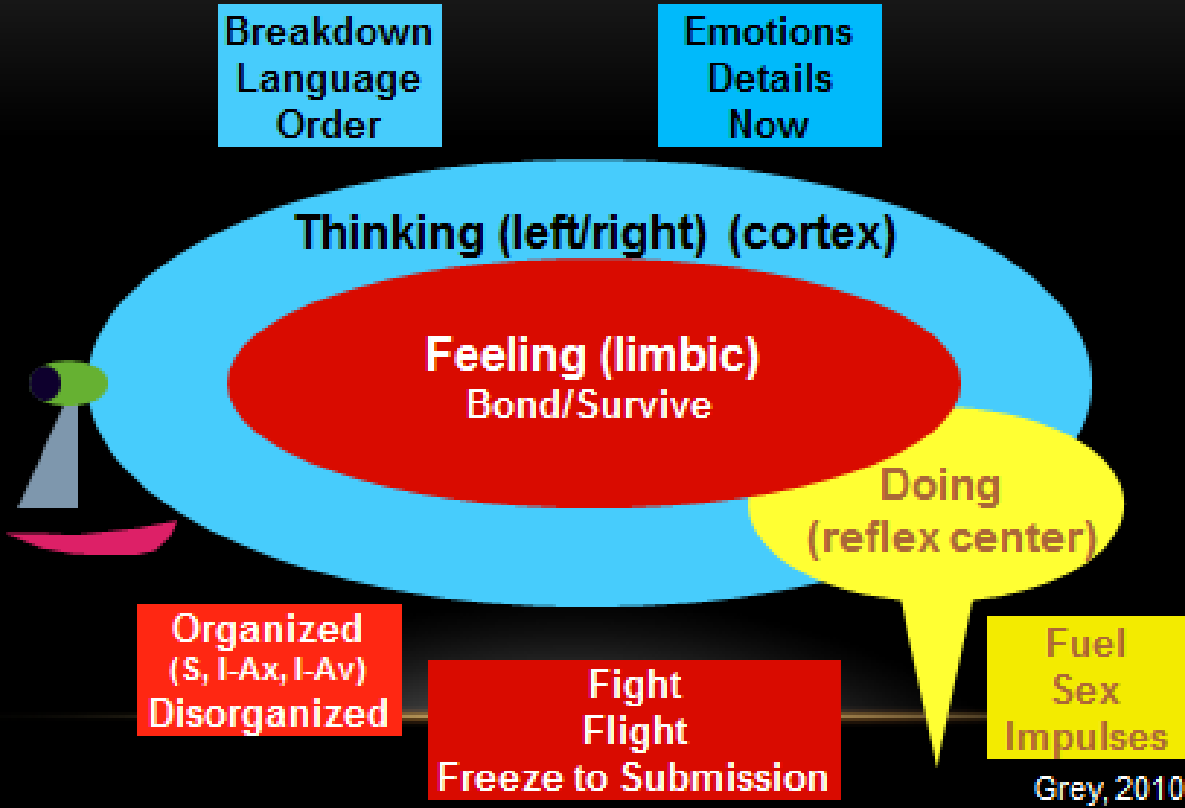 Breakdown
Language
Order
Emotions
Details
Now
Thinking (left/right) (cortex)
Feeling (limbic)
Bond/Survive
Doing
(reflex center)
Organized
(S, I-Ax, I-Av)
Disorganized
Fight
Flight
Freeze to Submission
Fuel
Sex
Impulses
Grey, 2010